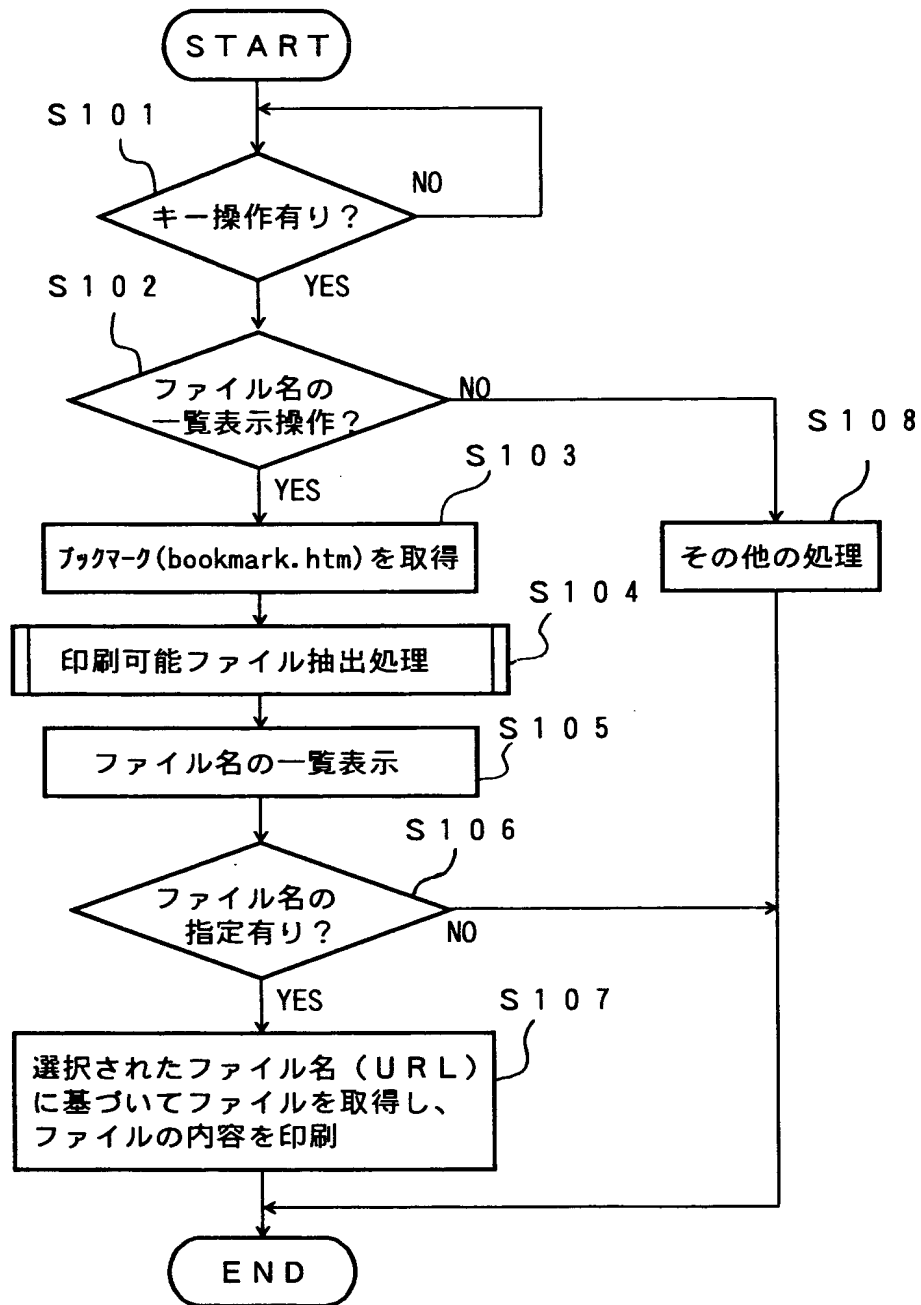 START
S101
NO
キー操作有り?
YES
S102
NO
ファイル名の
一覧表示操作?
S108
S103
YES
ブックマーク(bookmark.htm)を取得
その他の処理
S104
印刷可能ファイル抽出処理
S105
ファイル名の一覧表示
S106
ファイル名の
指定有り?
NO
YES
S107
選択されたファイル名(URL)
に基づいてファイルを取得し、
ファイルの内容を印刷
END